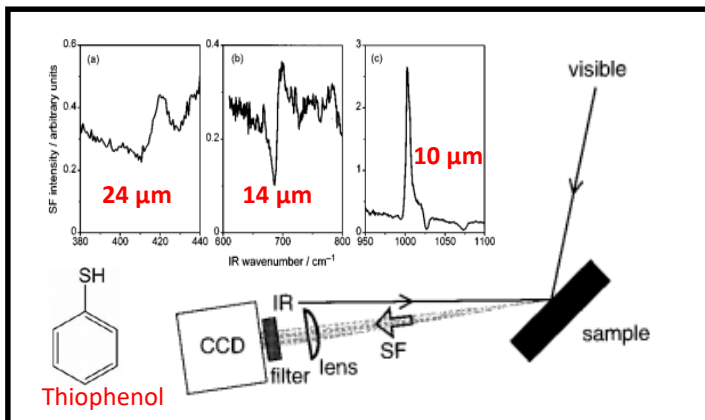 SF intensity / arbitrary units
0.6
0.4
0.2
0
(a)
24 µm
380
400
420
440
0.4
0.2
0
(b)
14 µm
600
700
800
3
2
1
0
(c)
10 µm
950
1000
1050
1100
IR wavenumber / cm⁻¹
visible
SH
Thiophenol
IR
CCD
filter
lens
SF
sample